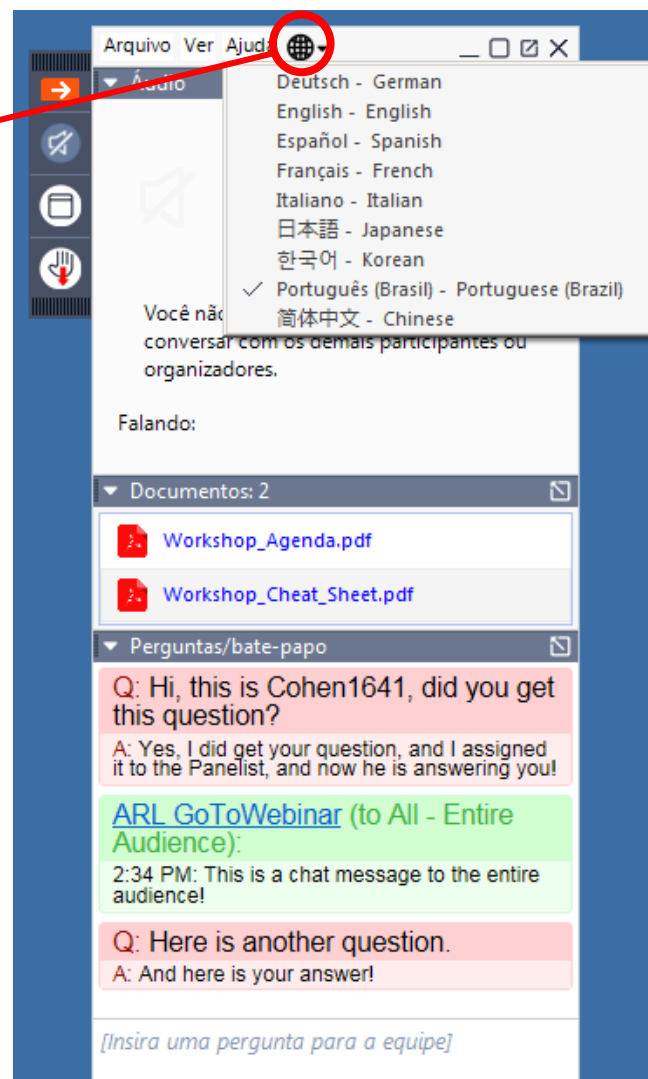 Arquivo Ver Ajuda
Áudio
Deutsch - German
English - English
Español - Spanish
Français - French
Italiano - Italian
日本語 - Japanese
한국어 - Korean
Português (Brasil) - Portuguese (Brazil)
简体中文 - Chinese
Você não
conversar com os demais participantes ou
organizadores.
Falando:
Documentos: 2
Workshop_Agenda.pdf
Workshop_Cheat_Sheet.pdf
Perguntas/bate-papo
Q: Hi, this is Cohen1641, did you get
this question?
A: Yes, I did get your question, and I assigned
it to the Panelist, and now he is answering you!
ARL GoToWebinar (to All - Entire
Audience):
2:34 PM: This is a chat message to the entire
audience!
Q: Here is another question.
A: And here is your answer!
[Insira uma pergunta para a equipe]